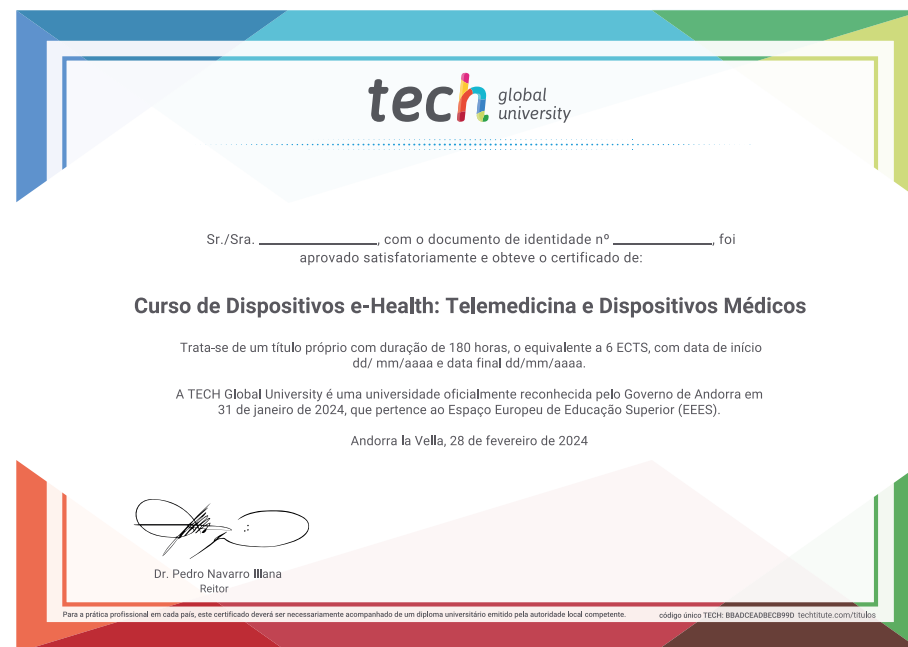 tech global university
Sr./Sra. ________________, com o documento de identidade nº _____________, foi
aprovado satisfatoriamente e obteve o certificado de:
Curso de Dispositivos e-Health: Telemedicina e Dispositivos Médicos
Trata-se de um título próprio com duração de 180 horas, o equivalente a 6 ECTS, com data de início
dd/ mm/aaaa e data final dd/mm/aaaa.
A TECH Global University é uma universidade oficialmente reconhecida pelo Governo de Andorra em
31 de janeiro de 2024, que pertence ao Espaço Europeu de Educação Superior (EEES).
Andorra la Vella, 28 de fevereiro de 2024
Dr. Pedro Navarro Illana
Reitor
Para a prática profissional em cada país, este certificado deverá ser necessariamente acompanhado de um diploma universitário emitido pela autoridade local competente. código único TECH: BBADCEADBECB99D techtitute.com/titulos